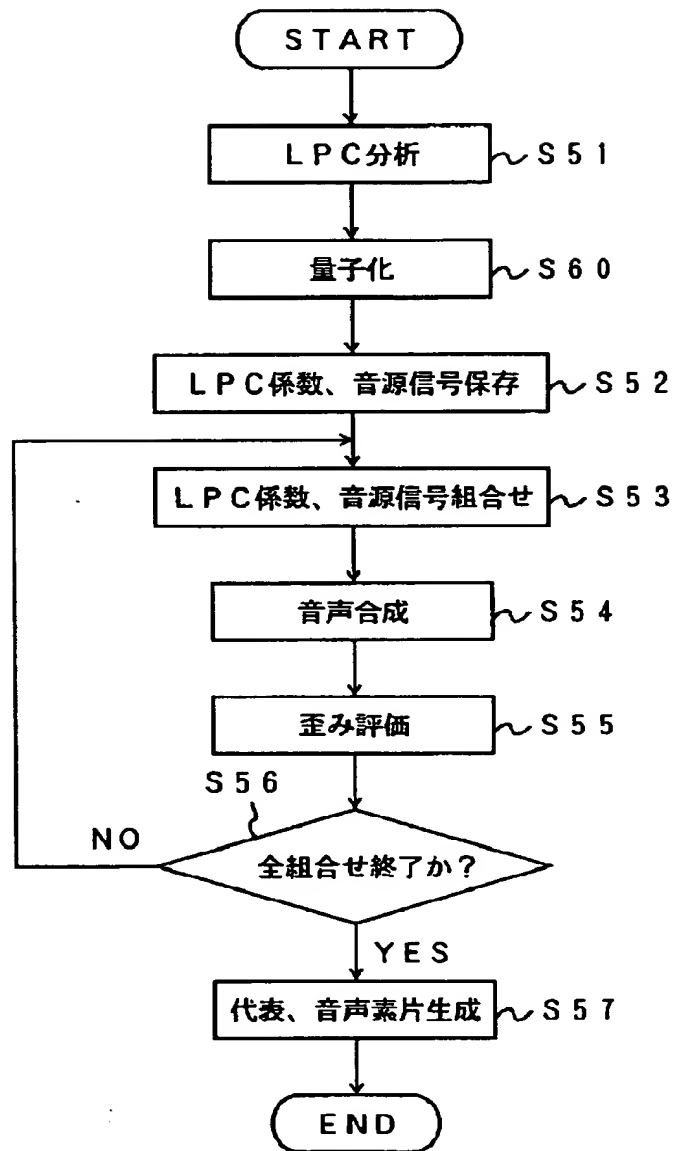 START
LPC分析
S51
量子化
S60
LPC係数、音源信号保存
S52
LPC係数、音源信号組合せ
S53
音声合成
S54
歪み評価
S55
S56
NO
全組合せ終了か?
YES
代表、音声素片生成
S57
END